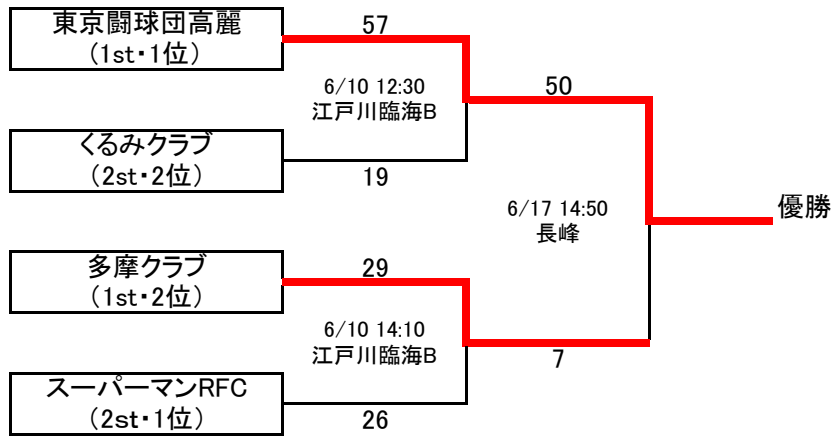 東京闘球団高麗
（1st・1位）
57
6/10 12:30
江戸川臨海B
50
くるみクラブ
（2st・2位）
19
6/17 14:50
長峰
優勝
多摩クラブ
（1st・2位）
29
6/10 14:10
江戸川臨海B
7
スーパーマンRFC
（2st・1位）
26